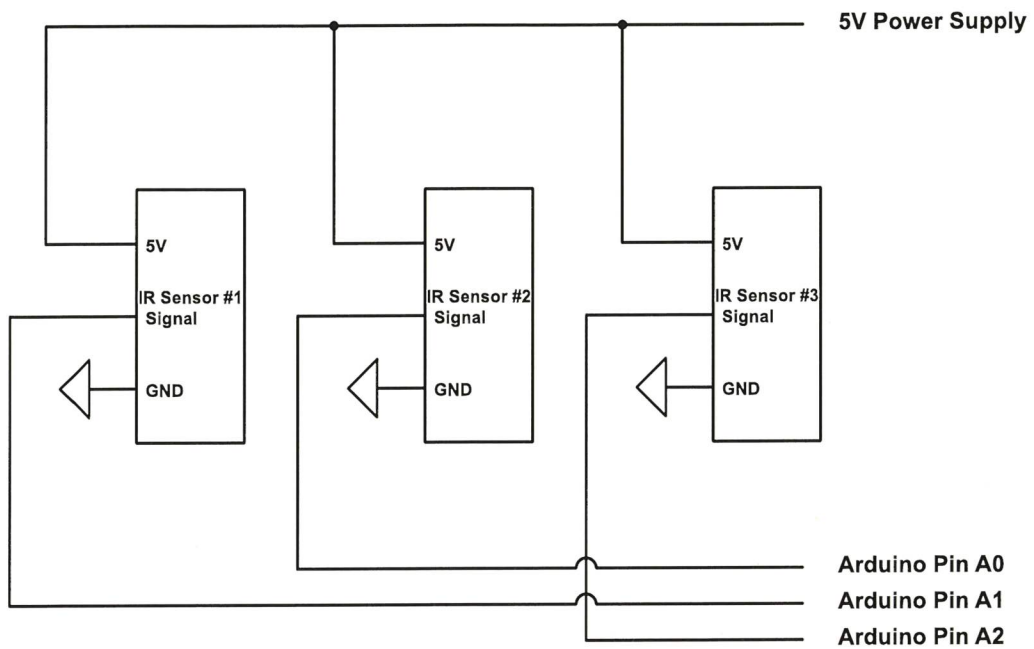 5V Power Supply
5V
IR Sensor #1
Signal
GND
5V
IR Sensor #2
Signal
GND
5V
IR Sensor #3
Signal
GND
Arduino Pin A0
Arduino Pin A1
Arduino Pin A2